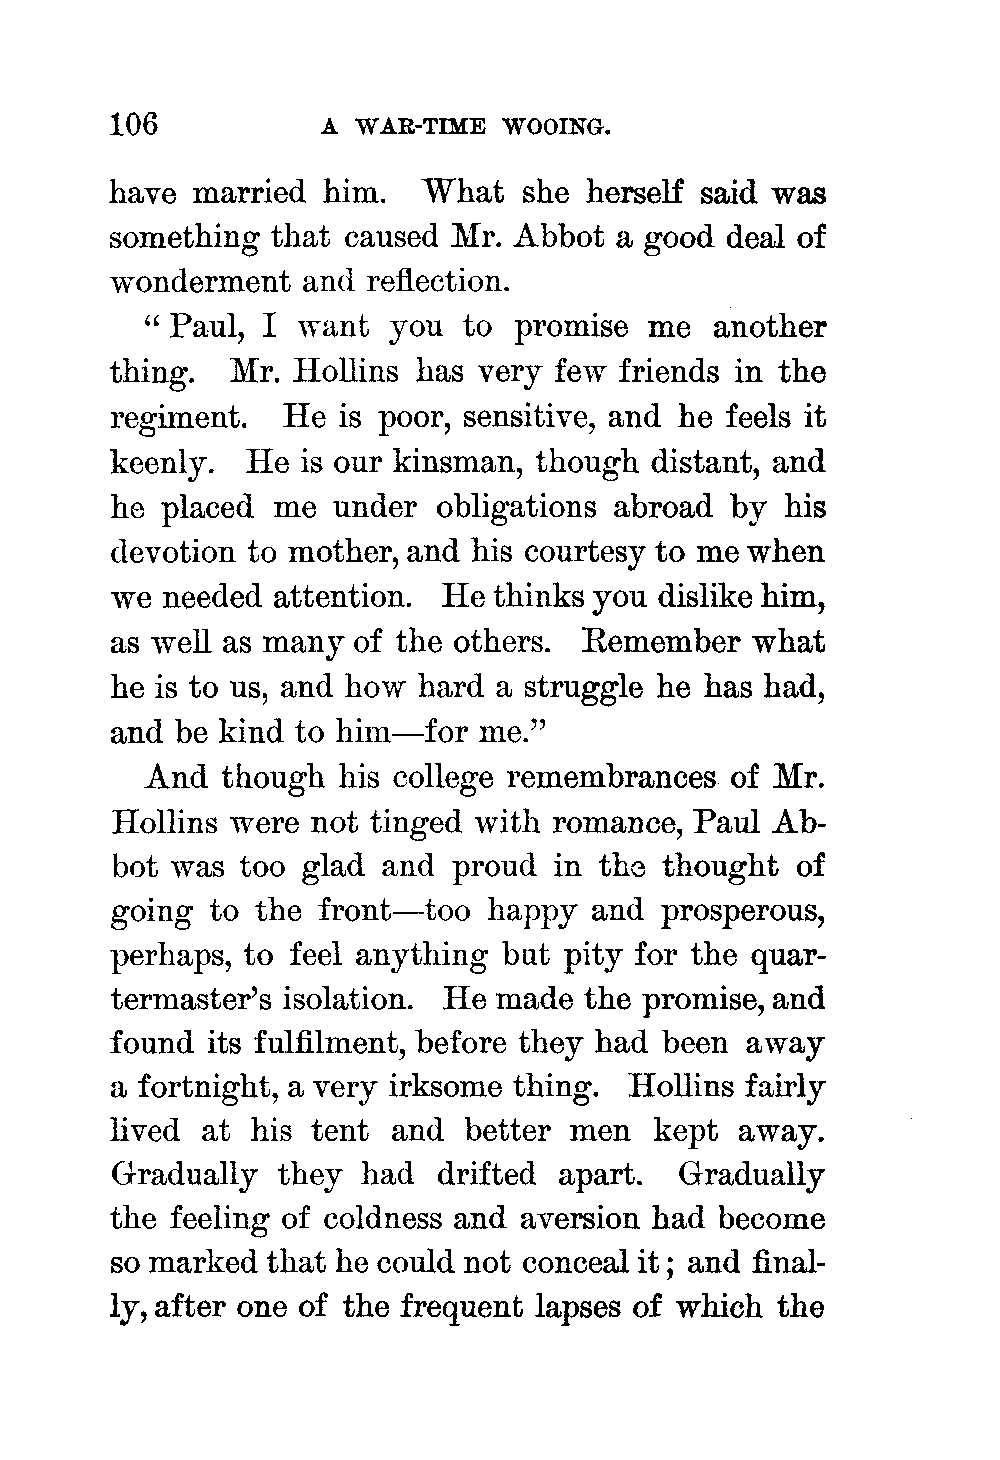 106 A WAR-TIME WOOING.
have married him. What she herself said was
something that caused Mr. Abbot a good deal of
wonderment and reflection.
“Paul, I want you to promise me another
thing. Mr. Hollins has very few friends in the
regiment. He is poor, sensitive, and he feels it
keenly. He is our kinsman, though distant, and
he placed me under obligations abroad by his
devotion to mother, and his courtesy to me when
we needed attention. He thinks you dislike him,
as well as many of the others. Remember what
he is to us, and how hard a struggle he has had,
and be kind to him—for me.”
And though his college remembrances of Mr.
Hollins were not tinged with romance, Paul Ab-
bot was too glad and proud in the thought of
going to the front—too happy and prosperous,
perhaps, to feel anything but pity for the quar-
termaster’s isolation. He made the promise, and
found its fulfilment, before they had been away
a fortnight, a very irksome thing. Hollins fairly
lived at his tent and better men kept away.
Gradually they had drifted apart. Gradually
the feeling of coldness and aversion had become
so marked that he could not conceal it; and final-
ly, after one of the frequent lapses of which the